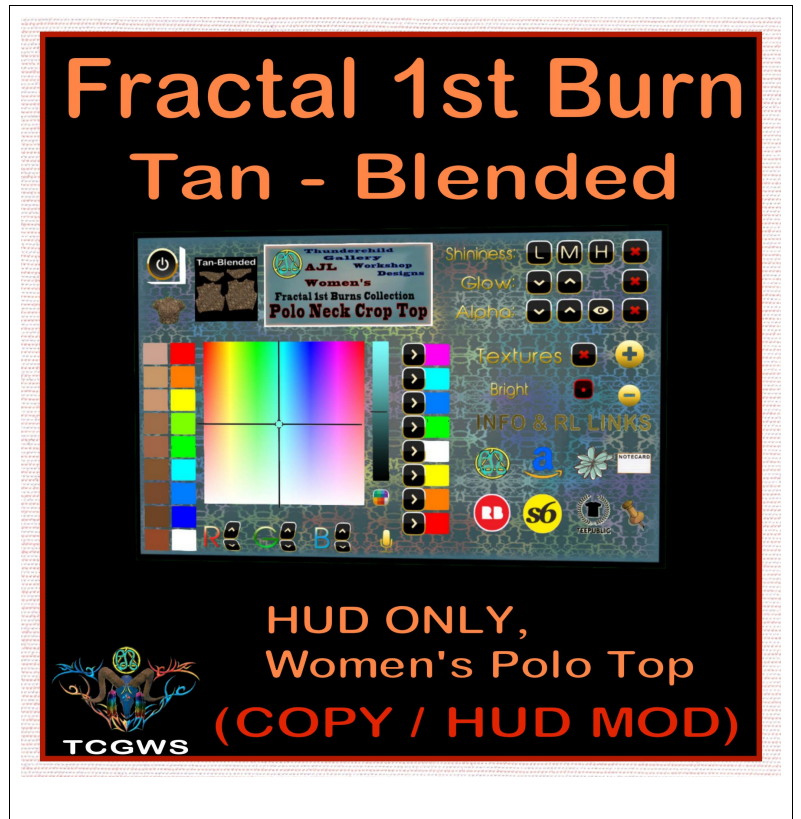 Fractal 1st Burn
Tan - Blended
Tan-Blended
Thunderchild
Gallery
AJL Workshop
Designs
Women's
Fractal 1st Burns Collection
Polo Neck Crop Top
Shininess: L M H
Glow:
Alpha:
Textures
Bright
INFO & RL LINKS
a
NOTECARD
RB
s6
TEEPUBLIC
R G B
HUD ONLY,
Women's Polo Top
(COPY / HUD MOD)
TCGWS